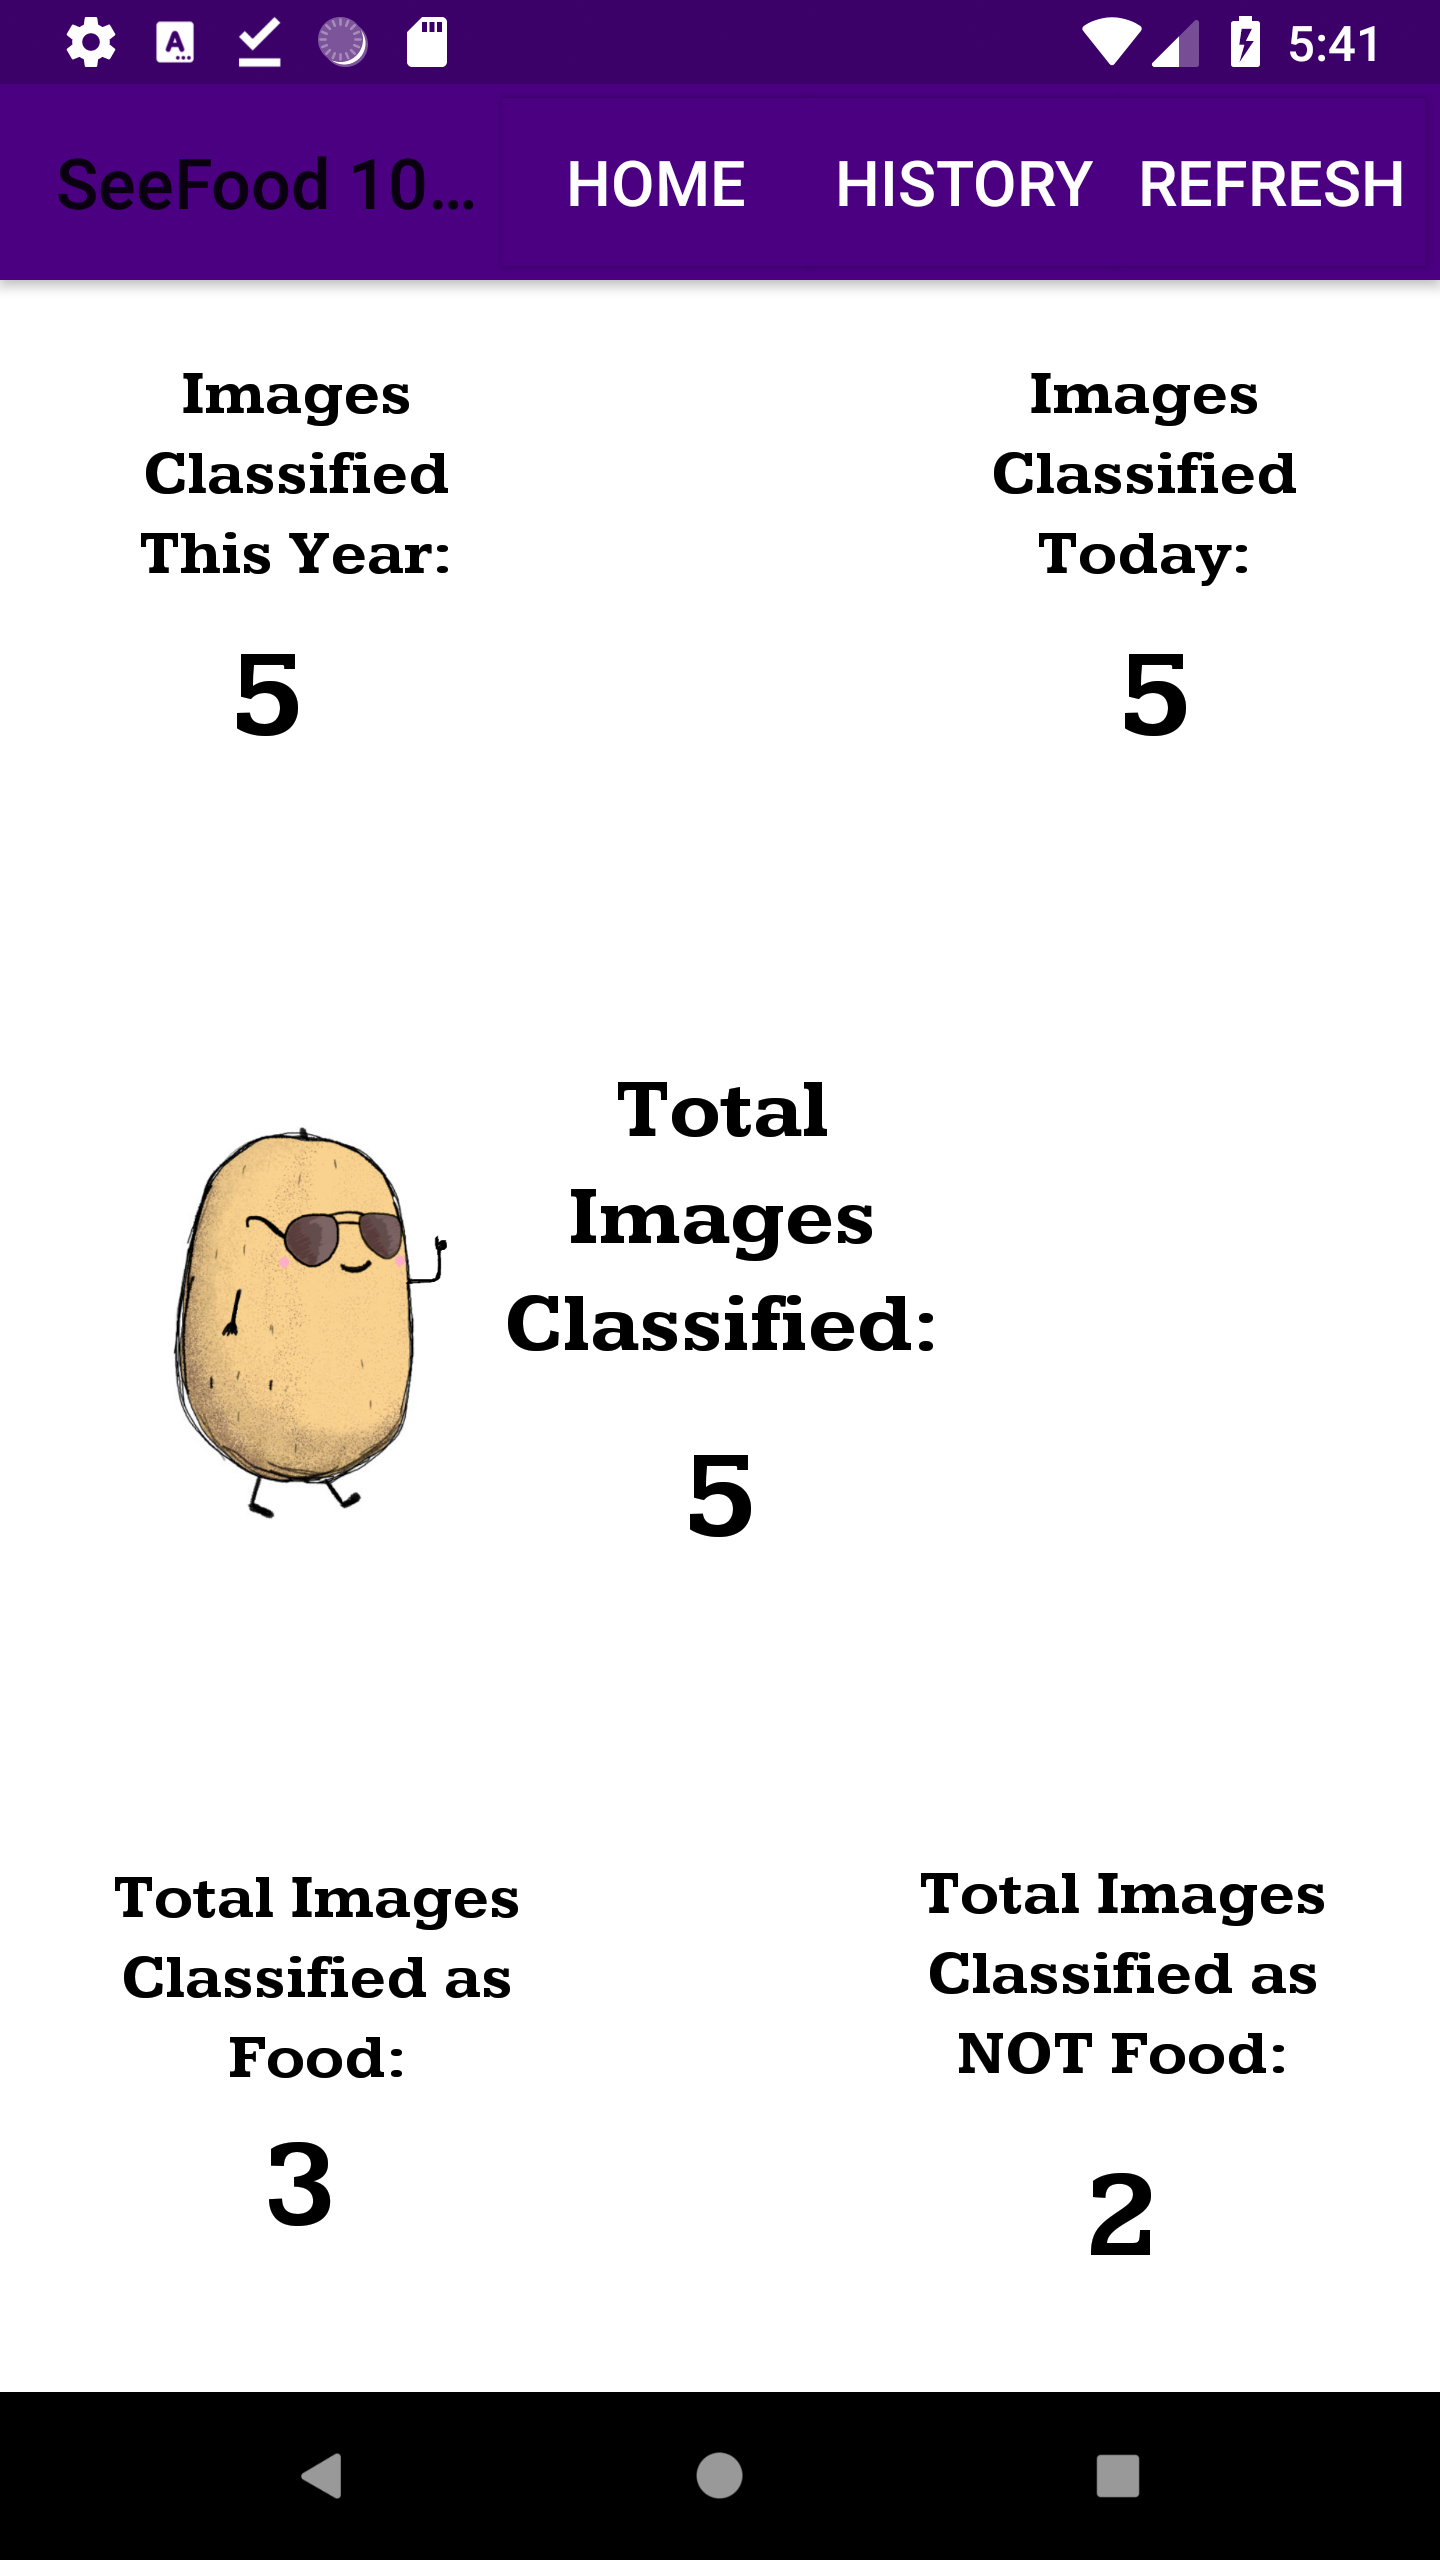 5:41
SeeFood 10...
HOME
HISTORY
REFRESH
Images
Classified
This Year:
5
Images
Classified
Today:
5
Total
Images
Classified:
5
Total Images
Classified as
Food:
3
Total Images
Classified as
NOT Food:
2